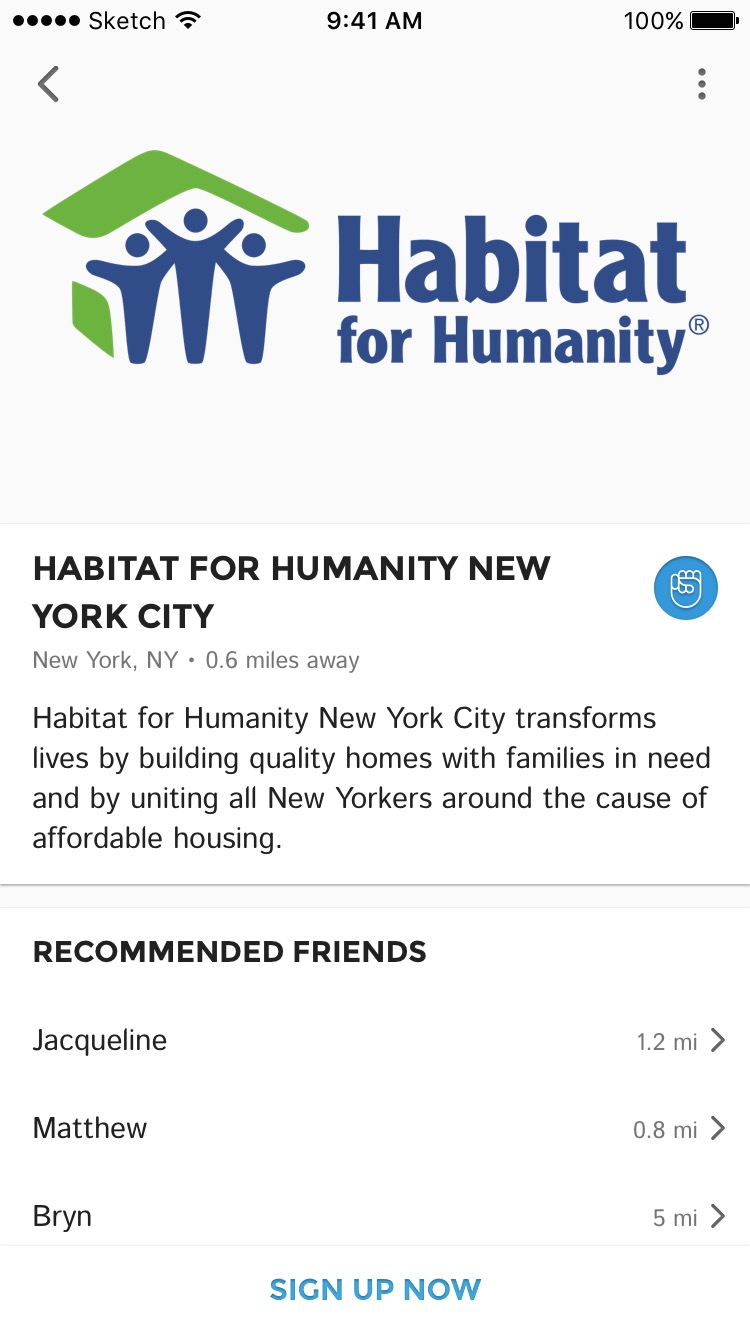 Sketch 9:41 AM 100%
Habitat
for Humanity®
HABITAT FOR HUMANITY NEW
YORK CITY
New York, NY • 0.6 miles away
Habitat for Humanity New York City transforms
lives by building quality homes with families in need
and by uniting all New Yorkers around the cause of
affordable housing.
RECOMMENDED FRIENDS
Jacqueline 1.2 mi
Matthew 0.8 mi
Bryn 5 mi
SIGN UP NOW